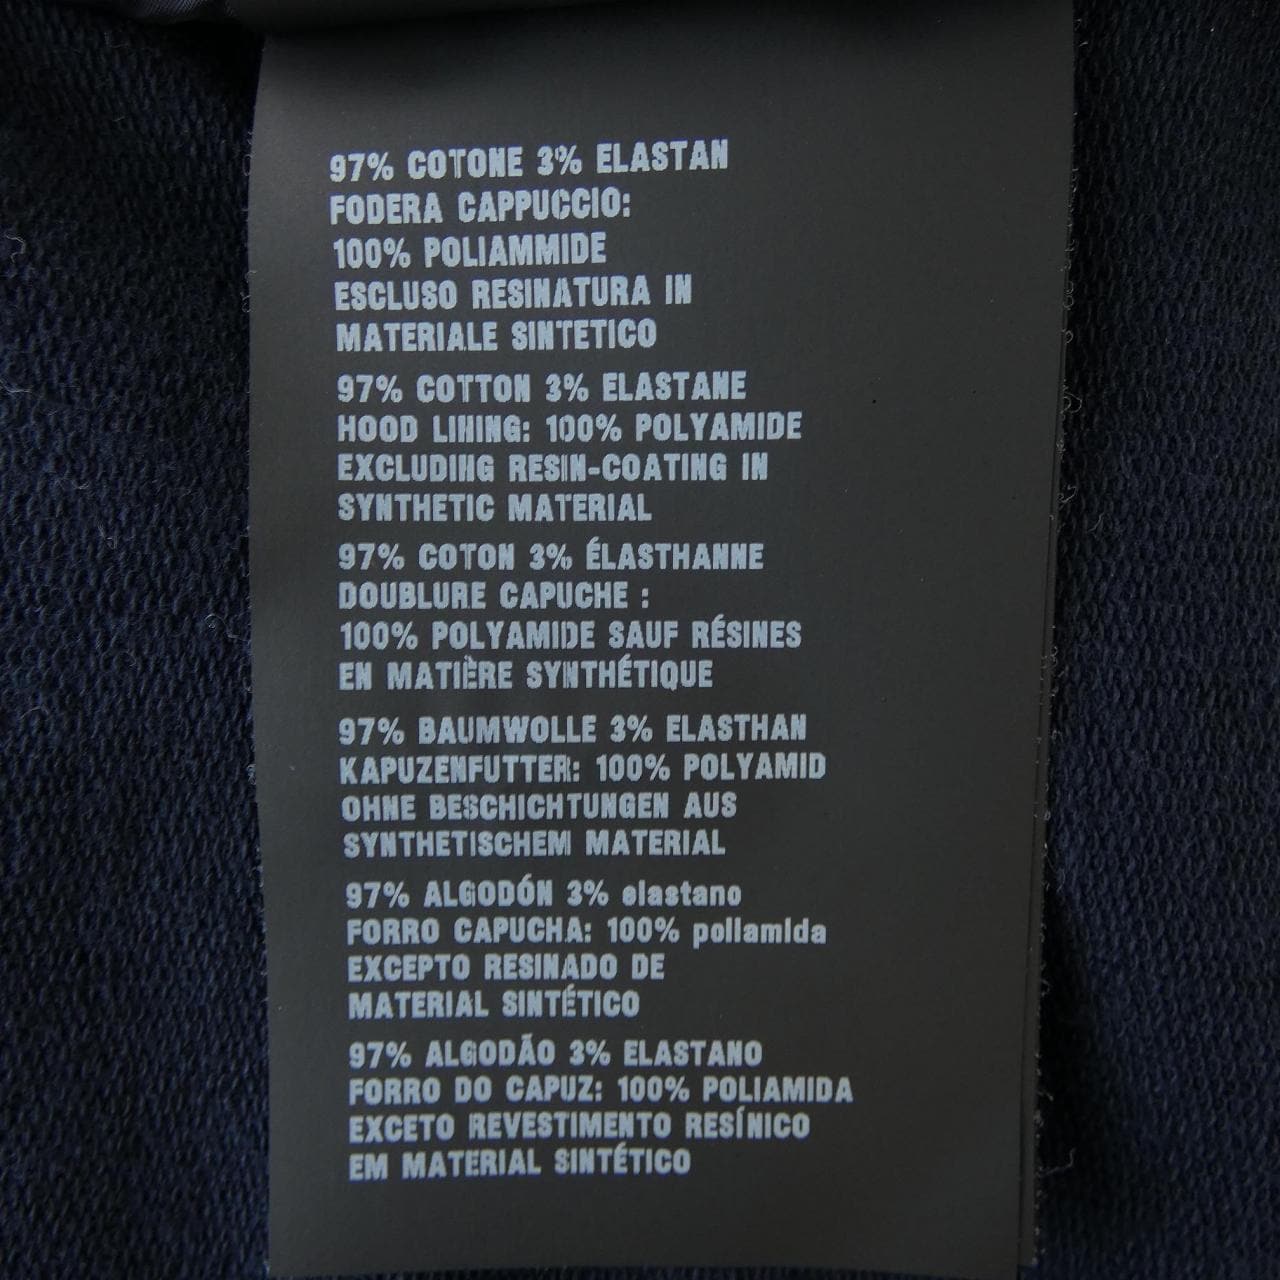 97% COTONE 3% ELASTAN
FODERA CAPPUCCIO:
100% POLIAMMIDE
ESCLUSO RESINATURA IN
MATERIALE SINTETICO
97% COTTON 3% ELASTANE
HOOD LINING: 100% POLYAMIDE
EXCLUDING RESIN-COATING IN
SYNTHETIC MATERIAL
97% COTON 3% ÉLASTHANNE
DOUBLURE CAPUCHE :
100% POLYAMIDE SAUF RÉSINES
EN MATIÈRE SYNTHÉTIQUE
97% BAUMWOLLE 3% ELASTHAN
KAPUZENFUTTER: 100% POLYAMID
OHNE BESCHICHTUNGEN AUS
SYNTHETISCHEM MATERIAL
97% ALGODÓN 3% elastano
FORRO CAPUCHA: 100% poliamida
EXCEPTO RESINADO DE
MATERIAL SINTÉTICO
97% ALGODÃO 3% ELASTANO
FORRO DO CAPUZ: 100% POLIAMIDA
EXCETO REVESTIMENTO RESÍNICO
EM MATERIAL SINTÉTICO